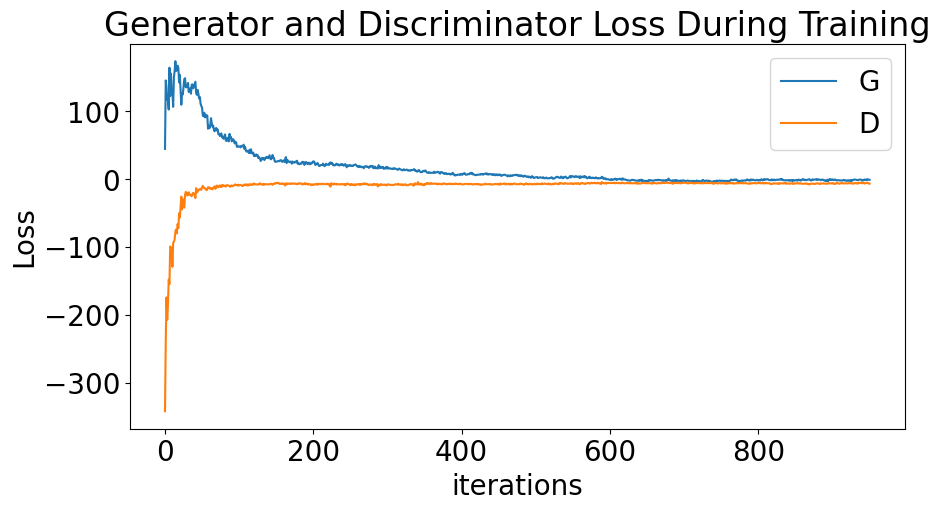 Generator and Discriminator Loss During Training
G
D
100
0
−100
−200
−300
Loss
0 200 400 600 800
iterations